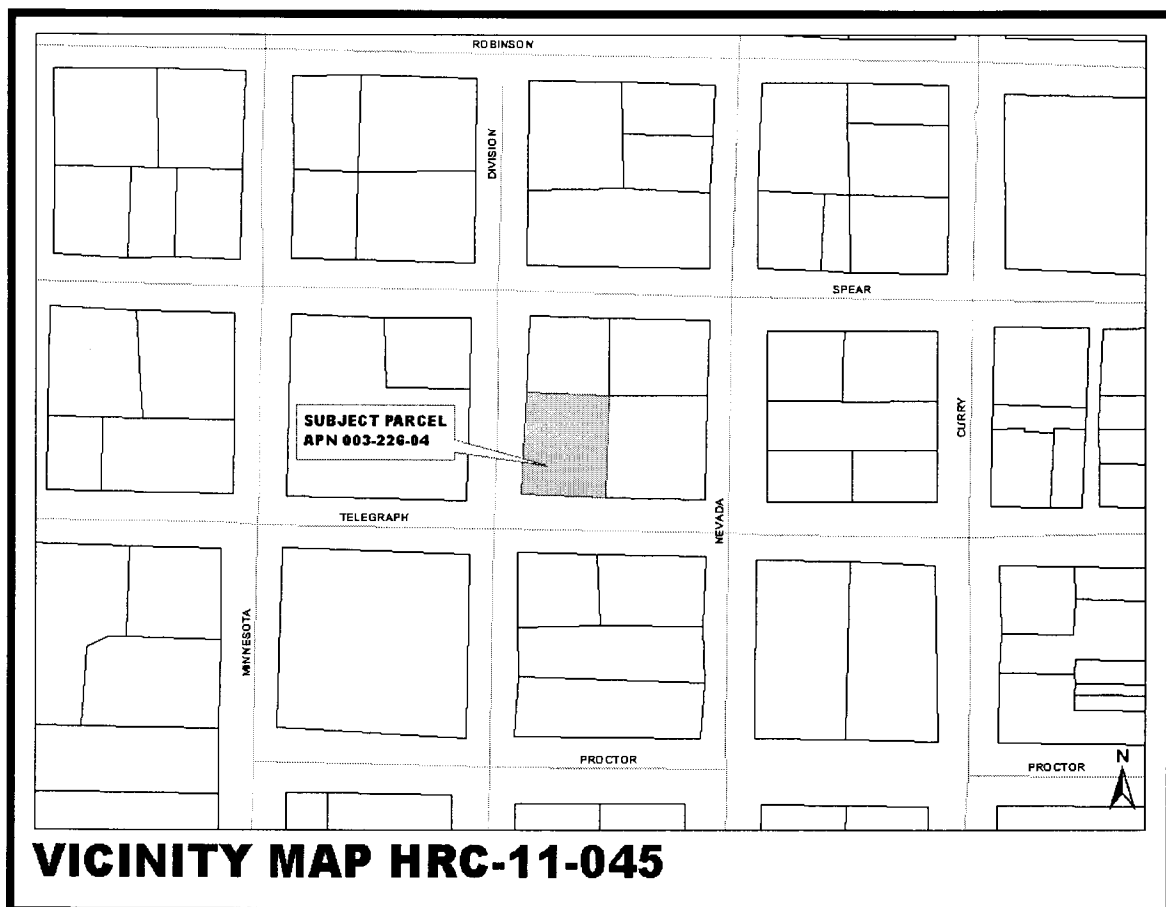 ROBINSON
DIVISION
SPEAR
SUBJECT PARCEL
APN 003-226-04
CURRY
TELEGRAPH
NEVADA
MINNESOTA
PROCTOR
N
PROCTOR
VICINITY MAP HRC-11-045